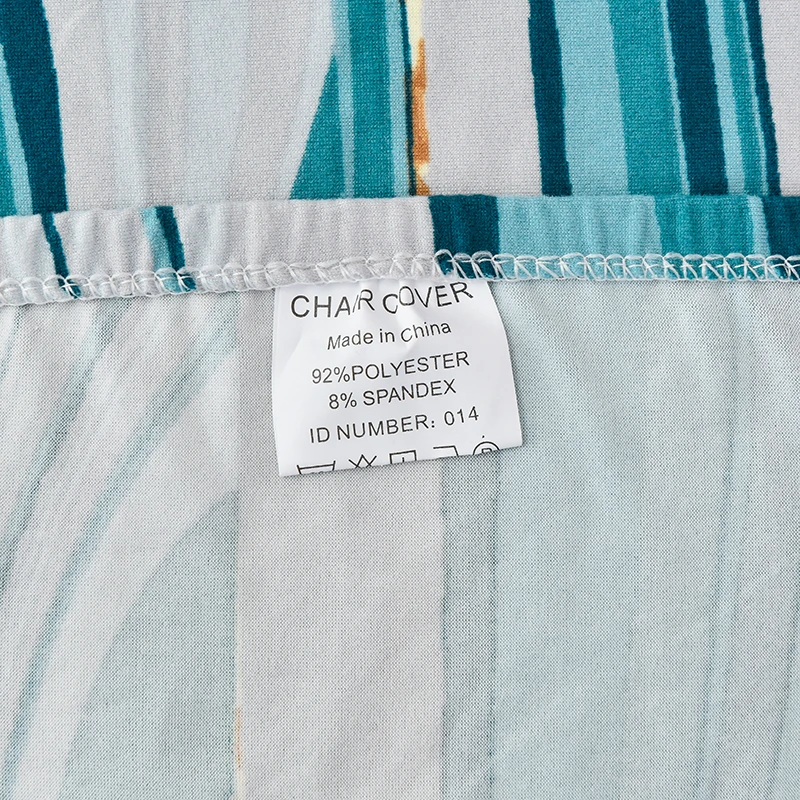 CHAIR COVER
Made in China
92%POLYESTER
8% SPANDEX
ID NUMBER: 014